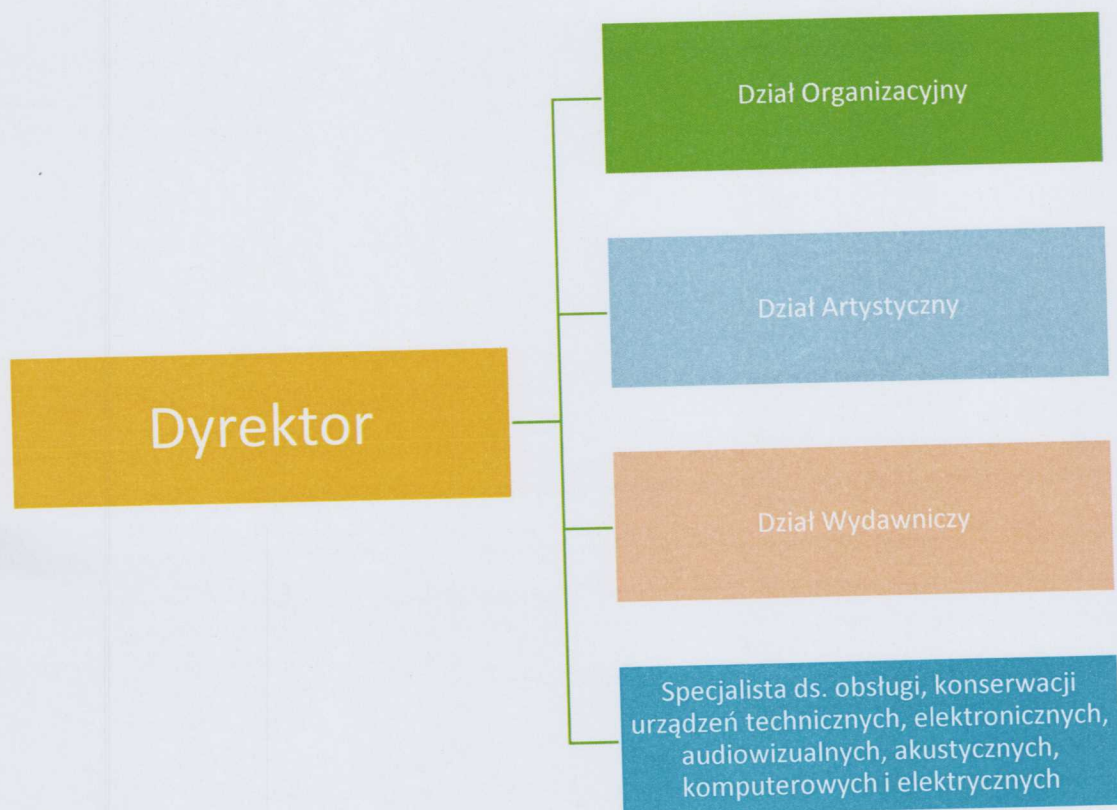 Dyrektor
Dział Organizacyjny
Dział Artystyczny
Dział Wydawniczy
Specjalista ds. obsługi, konserwacji
urządzeń technicznych, elektronicznych,
audiowizualnych, akustycznych,
komputerowych i elektrycznych